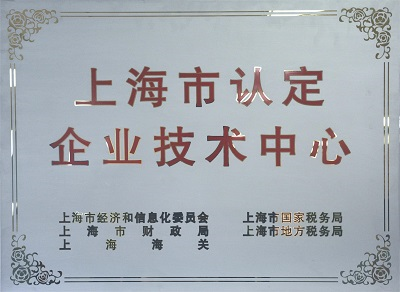 上海市认定
企业技术中心
上海市经济和信息化委员会 上海市国家税务局
上海市财政局 上海市地方税务局
上海海关